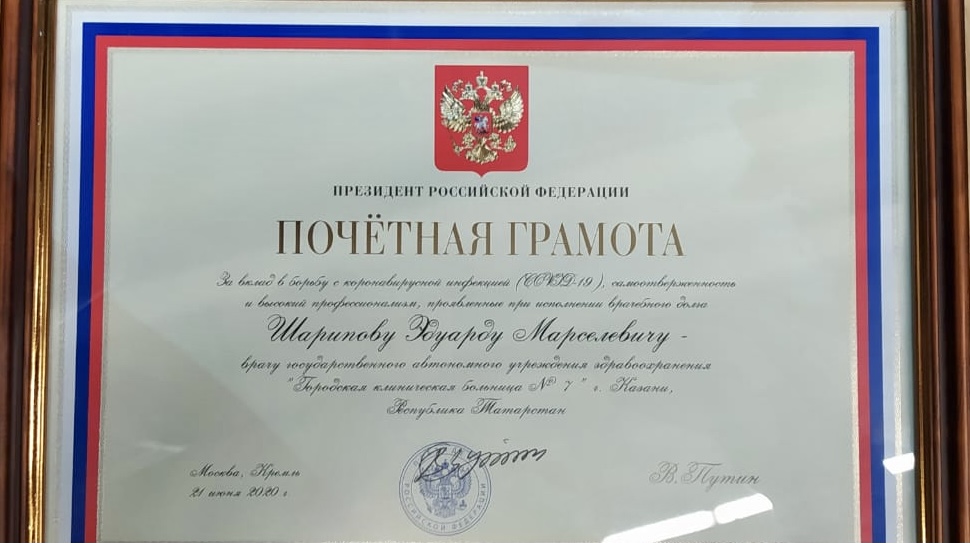 ПРЕЗИДЕНТ РОССИЙСКОЙ ФЕДЕРАЦИИ
ПОЧЁТНАЯ ГРАМОТА
За вклад в борьбу с коронавирусной инфекцией (COVID-19), самоотверженность
и высокий профессионализм, проявленные при исполнении врачебного долга
Шарипову Эдуарду Марселевичу -
врачу государственного автономного учреждения здравоохранения
"Городская клиническая больница № 7" г. Казани,
Республика Татарстан
Москва, Кремль
21 июня 2020 г.
В. Путин
РОССИЙСКОЙ ФЕДЕРАЦИИ